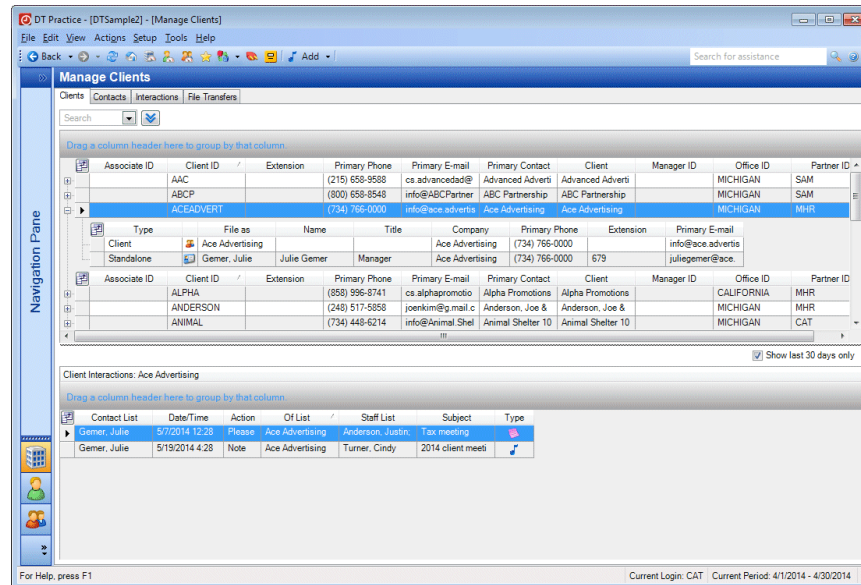 DT Practice - [DTSample2] - [Manage Clients]
File Edit View Actions Setup Tools Help
Back Add Search for assistance
Manage Clients
Clients Contacts Interactions File Transfers
Search
Drag a column header here to group by that column.
Associate ID Client ID Extension Primary Phone Primary E-mail Primary Contact Client Manager ID Office ID Partner ID
AAC (215) 658-9588 cs.advancedad@ Advanced Adverti Advanced Adverti MICHIGAN SAM
ABCP (800) 658-8548 info@ABCPartner ABC Partnership ABC Partnership MICHIGAN SAM
ACEADVERT (734) 766-0000 info@ace.advertis Ace Advertising Ace Advertising MICHIGAN MHR
Type File as Name Title Company Primary Phone Extension Primary E-mail
Client Ace Advertising Ace Advertising (734) 766-0000 info@ace.advertis
Standalone Gemer, Julie Julie Gemer Manager Ace Advertising (734) 766-0000 679 juliegemer@ace.
Associate ID Client ID Extension Primary Phone Primary E-mail Primary Contact Client Manager ID Office ID Partner ID
ALPHA (858) 996-8741 cs.alphapromotio Alpha Promotions Alpha Promotions CALIFORNIA MHR
ANDERSON (248) 517-5858 joenkim@g.mail.c Anderson, Joe & Anderson, Joe & MICHIGAN MHR
ANIMAL (734) 448-6214 info@Animal.Shel Animal Shelter 10 Animal Shelter 10 MICHIGAN CAT
Show last 30 days only
Client Interactions: Ace Advertising
Drag a column header here to group by that column.
Contact List Date/Time Action Of List Staff List Subject Type
Gemer, Julie 5/7/2014 12:28 Please Ace Advertising Anderson, Justin; Tax meeting
Gemer, Julie 5/19/2014 4:28 Note Ace Advertising Turner, Cindy 2014 client meeti
Navigation Pane
For Help, press F1 Current Login: CAT Current Period: 4/1/2014 - 4/30/2014